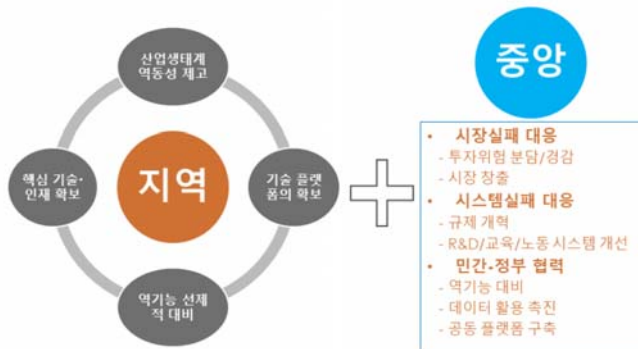 산업생태계
역동성 제고
핵심 기술·
인재 확보
지역
기술 플랫
폼의 확보
역기능 선제
적 대비
중앙
• 시장실패 대응
- 투자위험 분담/경감
- 시장 창출
• 시스템실패 대응
- 규제 개혁
- R&D/교육/노동 시스템 개선
• 민간·정부 협력
- 역기능 대비
- 데이터 활용 촉진
- 공동 플랫폼 구축